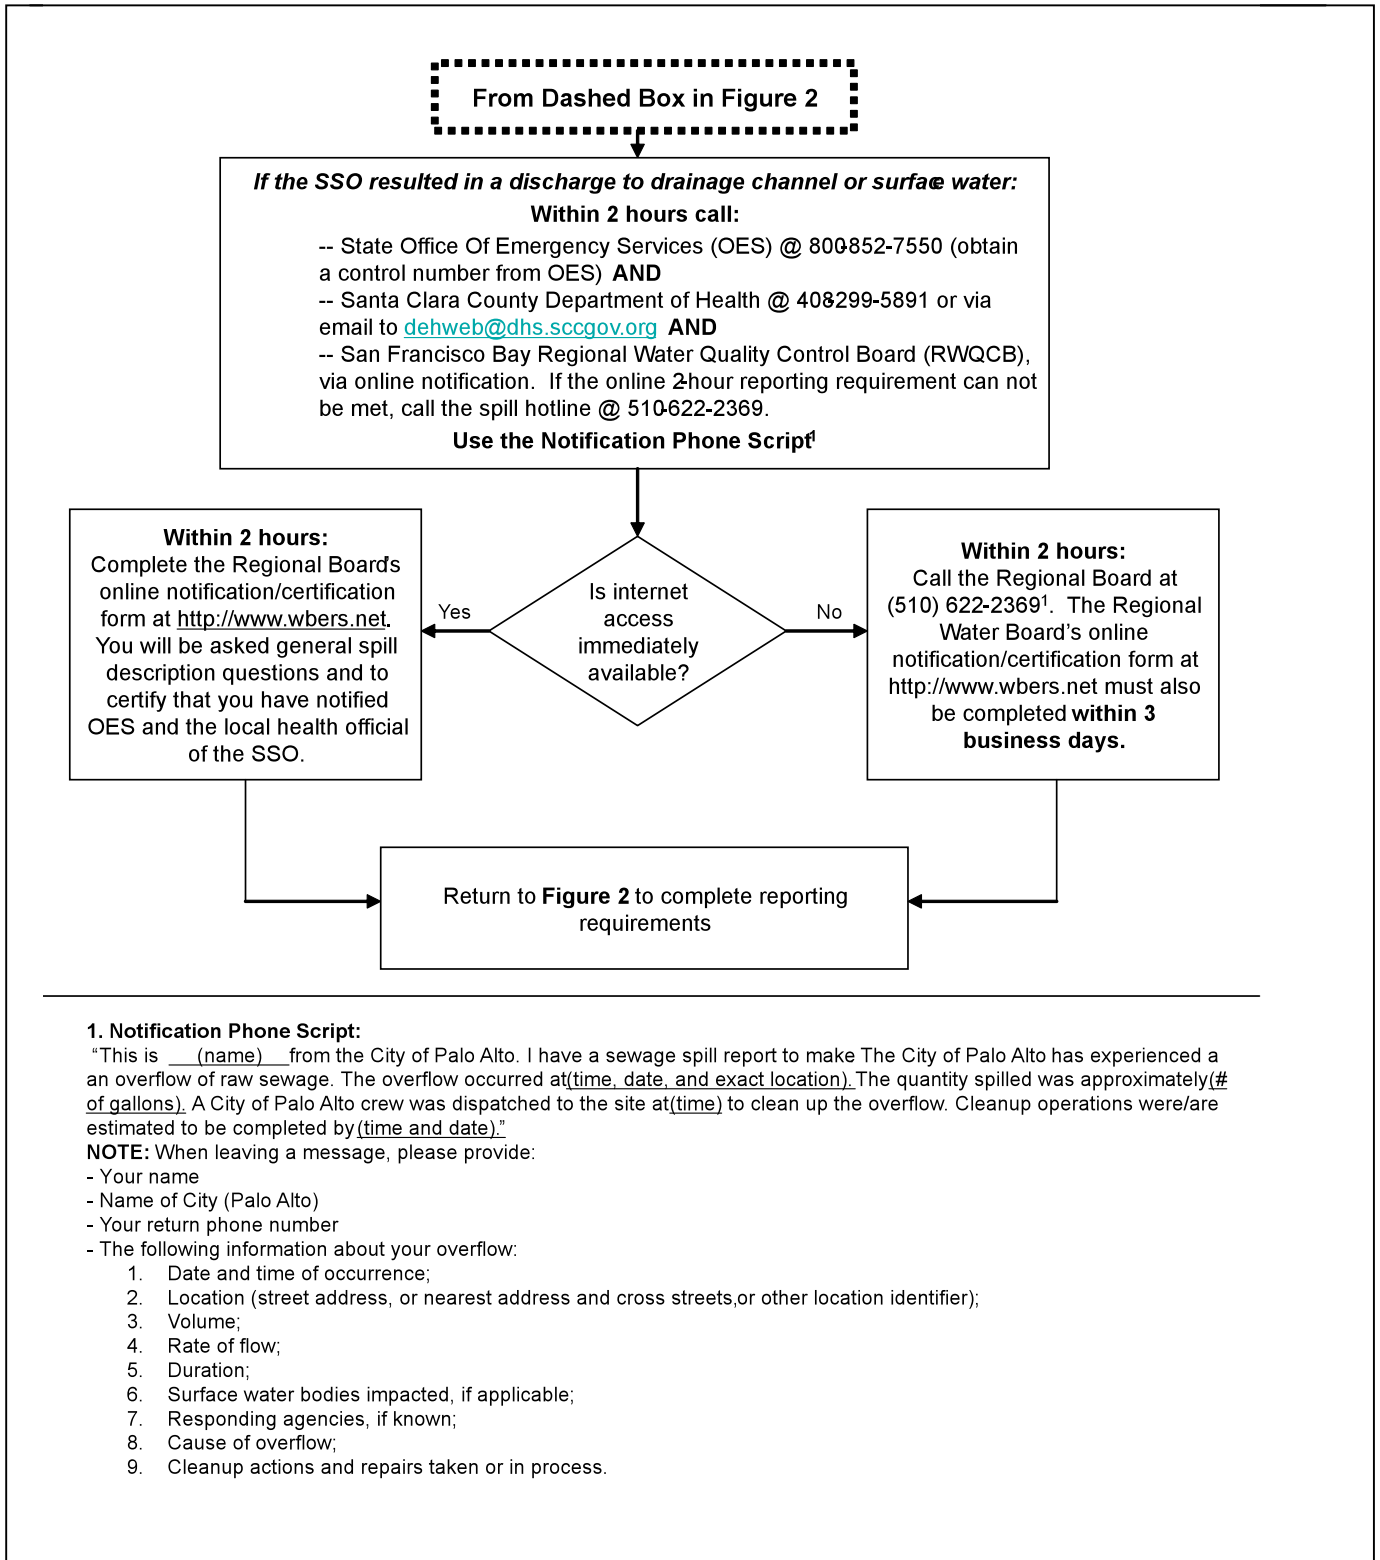 From Dashed Box in Figure 2
If the SSO resulted in a discharge to drainage channel or surface water:
Within 2 hours call:
-- State Office Of Emergency Services (OES) @ 800-852-7550 (obtain
a control number from OES) AND
-- Santa Clara County Department of Health @ 408-299-5891 or via
email to dehweb@dhs.sccgov.org AND
-- San Francisco Bay Regional Water Quality Control Board (RWQCB),
via online notification. If the online 2-hour reporting requirement can not
be met, call the spill hotline @ 510-622-2369.
Use the Notification Phone Script1
Within 2 hours:
Complete the Regional Board's
online notification/certification
form at http://www.wbers.net.
You will be asked general spill
description questions and to
certify that you have notified
OES and the local health official
of the SSO.
Yes
Is internet
access
immediately
available?
No
Within 2 hours:
Call the Regional Board at
(510) 622-23691. The Regional
Water Board's online
notification/certification form at
http://www.wbers.net must also
be completed within 3
business days.
Return to Figure 2 to complete reporting
requirements
1. Notification Phone Script:
“This is ___(name)___from the City of Palo Alto. I have a sewage spill report to make The City of Palo Alto has experienced a
an overflow of raw sewage. The overflow occurred at(time, date, and exact location). The quantity spilled was approximately(#
of gallons). A City of Palo Alto crew was dispatched to the site at(time) to clean up the overflow. Cleanup operations were/are
estimated to be completed by(time and date).”
NOTE: When leaving a message, please provide:
- Your name
- Name of City (Palo Alto)
- Your return phone number
- The following information about your overflow:
1. Date and time of occurrence;
2. Location (street address, or nearest address and cross streets,or other location identifier);
3. Volume;
4. Rate of flow;
5. Duration;
6. Surface water bodies impacted, if applicable;
7. Responding agencies, if known;
8. Cause of overflow;
9. Cleanup actions and repairs taken or in process.